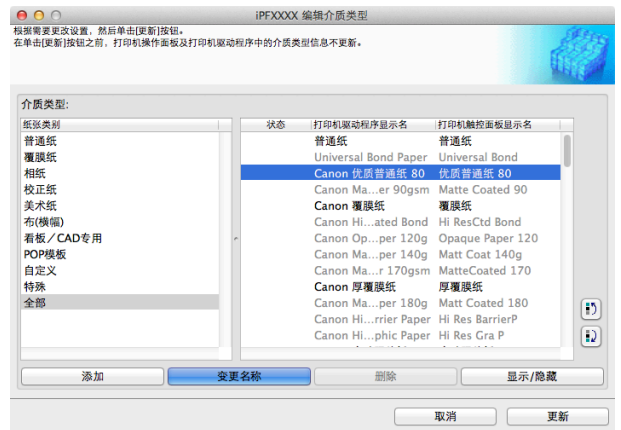 iPFXXXX 编辑介质类型
根据需要更改设置，然后单击[更新]按钮。
在单击[更新]按钮之前，打印机操作面板及打印机驱动程序中的介质类型信息不更新。
介质类型:
纸张类别 状态 打印机驱动程序显示名 打印机触控面板显示名
普通纸 普通纸 普通纸
覆膜纸 Universal Bond Paper Universal Bond
相纸 Canon 优质普通纸 80 优质普通纸 80
校正纸 Canon Ma...er 90gsm Matte Coated 90
美术纸 Canon 覆膜纸 覆膜纸
布(横幅) Canon Hi...ated Bond Hi ResCtd Bond
看板／CAD专用 Canon Op...per 120g Opaque Paper 120
POP模板 Canon Ma...per 140g Matt Coat 140g
自定义 Canon Ma...r 170gsm MatteCoated 170
特殊 Canon 厚覆膜纸 厚覆膜纸
全部 Canon Ma...per 180g Matt Coated 180
Canon Hi...rrier Paper Hi Res BarrierP
Canon Hi...phic Paper Hi Res Gra P
添加 变更名称 删除 显示/隐藏
取消 更新